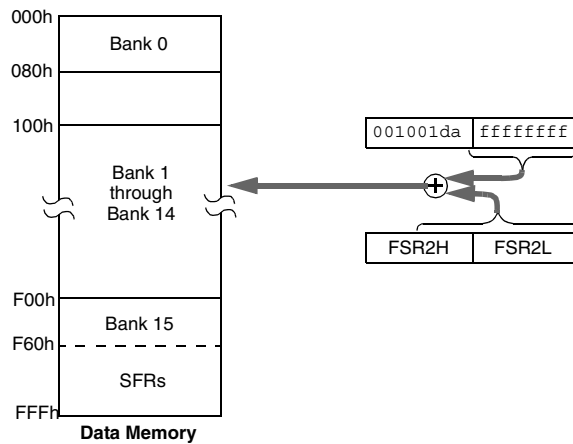 000h
Bank 0
080h
100h
001001da ffffffff
Bank 1
through
Bank 14
FSR2H FSR2L
F00h
Bank 15
F60h
SFRs
FFFh
Data Memory